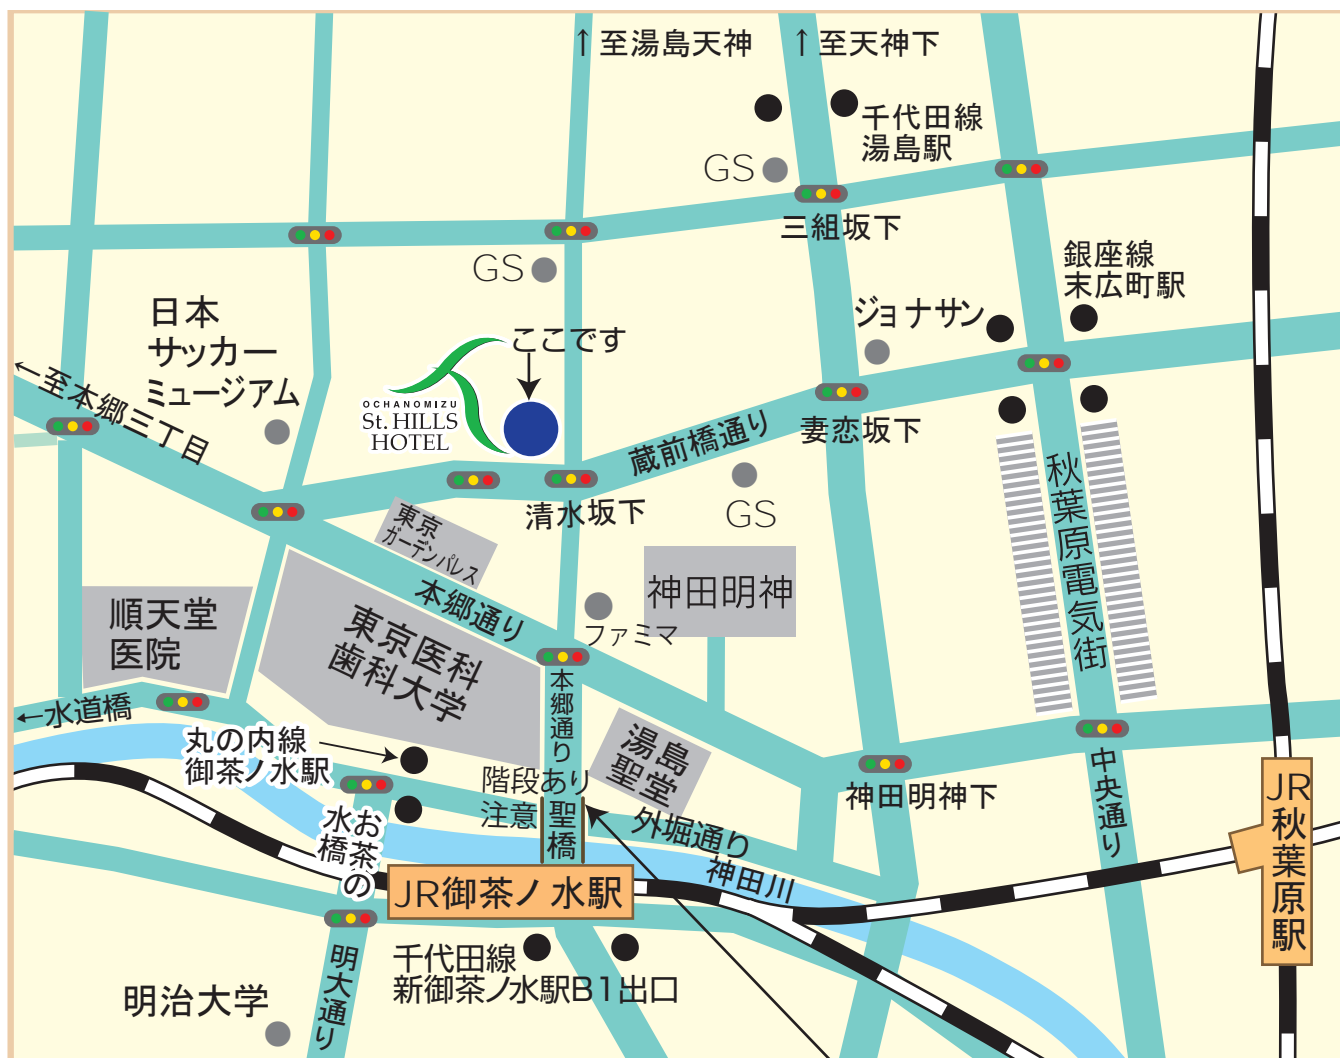 ↑至湯島天神
↑至天神下
千代田線
湯島駅
GS
三組坂下
GS
銀座線
末広町駅
ジョナサン
日本
サッカー
ミュージアム
ここです
OCHANOMIZU
St. HILLS
HOTEL
←至本郷三丁目
蔵前橋通り
妻恋坂下
清水坂下
GS
秋葉原電気街
東京
ガーデンパレス
本郷通り
神田明神
順天堂
医院
東京医科
歯科大学
ファミマ
本郷通り
←水道橋
丸の内線
御茶ノ水駅
階段あり
注意
湯島
聖堂
神田明神下
中央通り
JR秋葉原駅
お茶の
水橋
聖橋
外堀通り
神田川
JR御茶ノ水駅
千代田線
新御茶ノ水駅B1出口
明大通り
明治大学